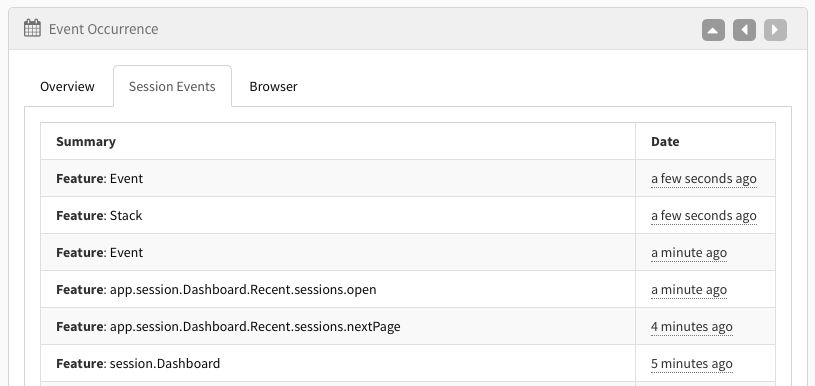 Event Occurrence
Overview Session Events Browser
Summary Date
Feature: Event a few seconds ago
Feature: Stack a few seconds ago
Feature: Event a minute ago
Feature: app.session.Dashboard.Recent.sessions.open a minute ago
Feature: app.session.Dashboard.Recent.sessions.nextPage 4 minutes ago
Feature: session.Dashboard 5 minutes ago